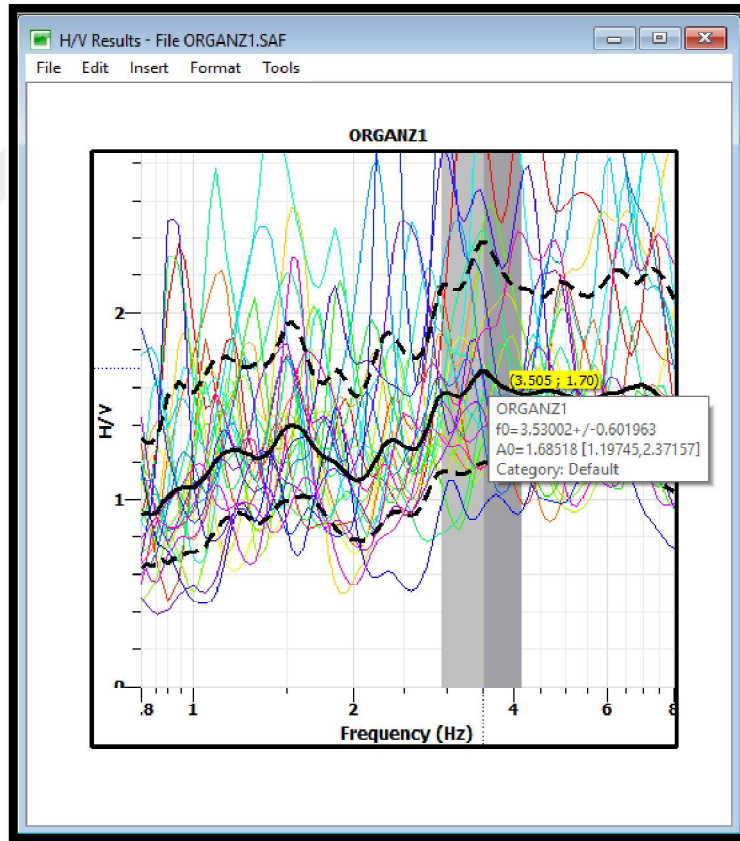 H/V Results - File ORGANZ1.SAF
File Edit Insert Format Tools
ORGANZ1
2
(3.505 ; 1.70)
ORGANZ1
f0=3.53002+/-0.601963
A0=1.68518 [1.19745,2.37157]
Category: Default
H/V
1
0
.8 1 2 4 6 8
Frequency (Hz)